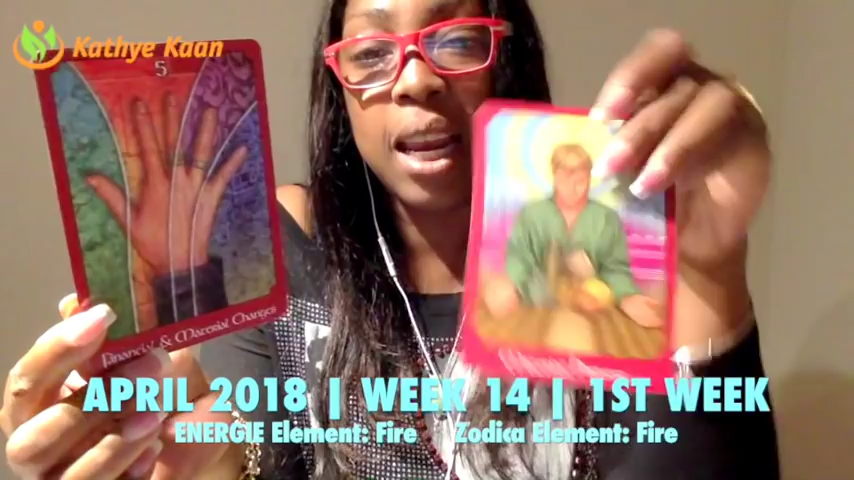 Kathye Kaan
5
Financial & Material Changes
APRIL 2018 | WEEK 14 | 1ST WEEK
ENERGIE Element: Fire Zodica Element: Fire